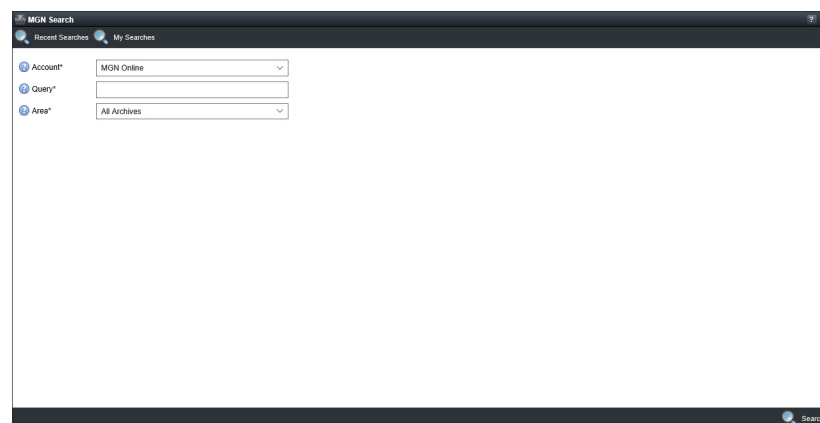 MGN Search ?
Recent Searches My Searches
? Account* MGN Online
? Query*
? Area* All Archives